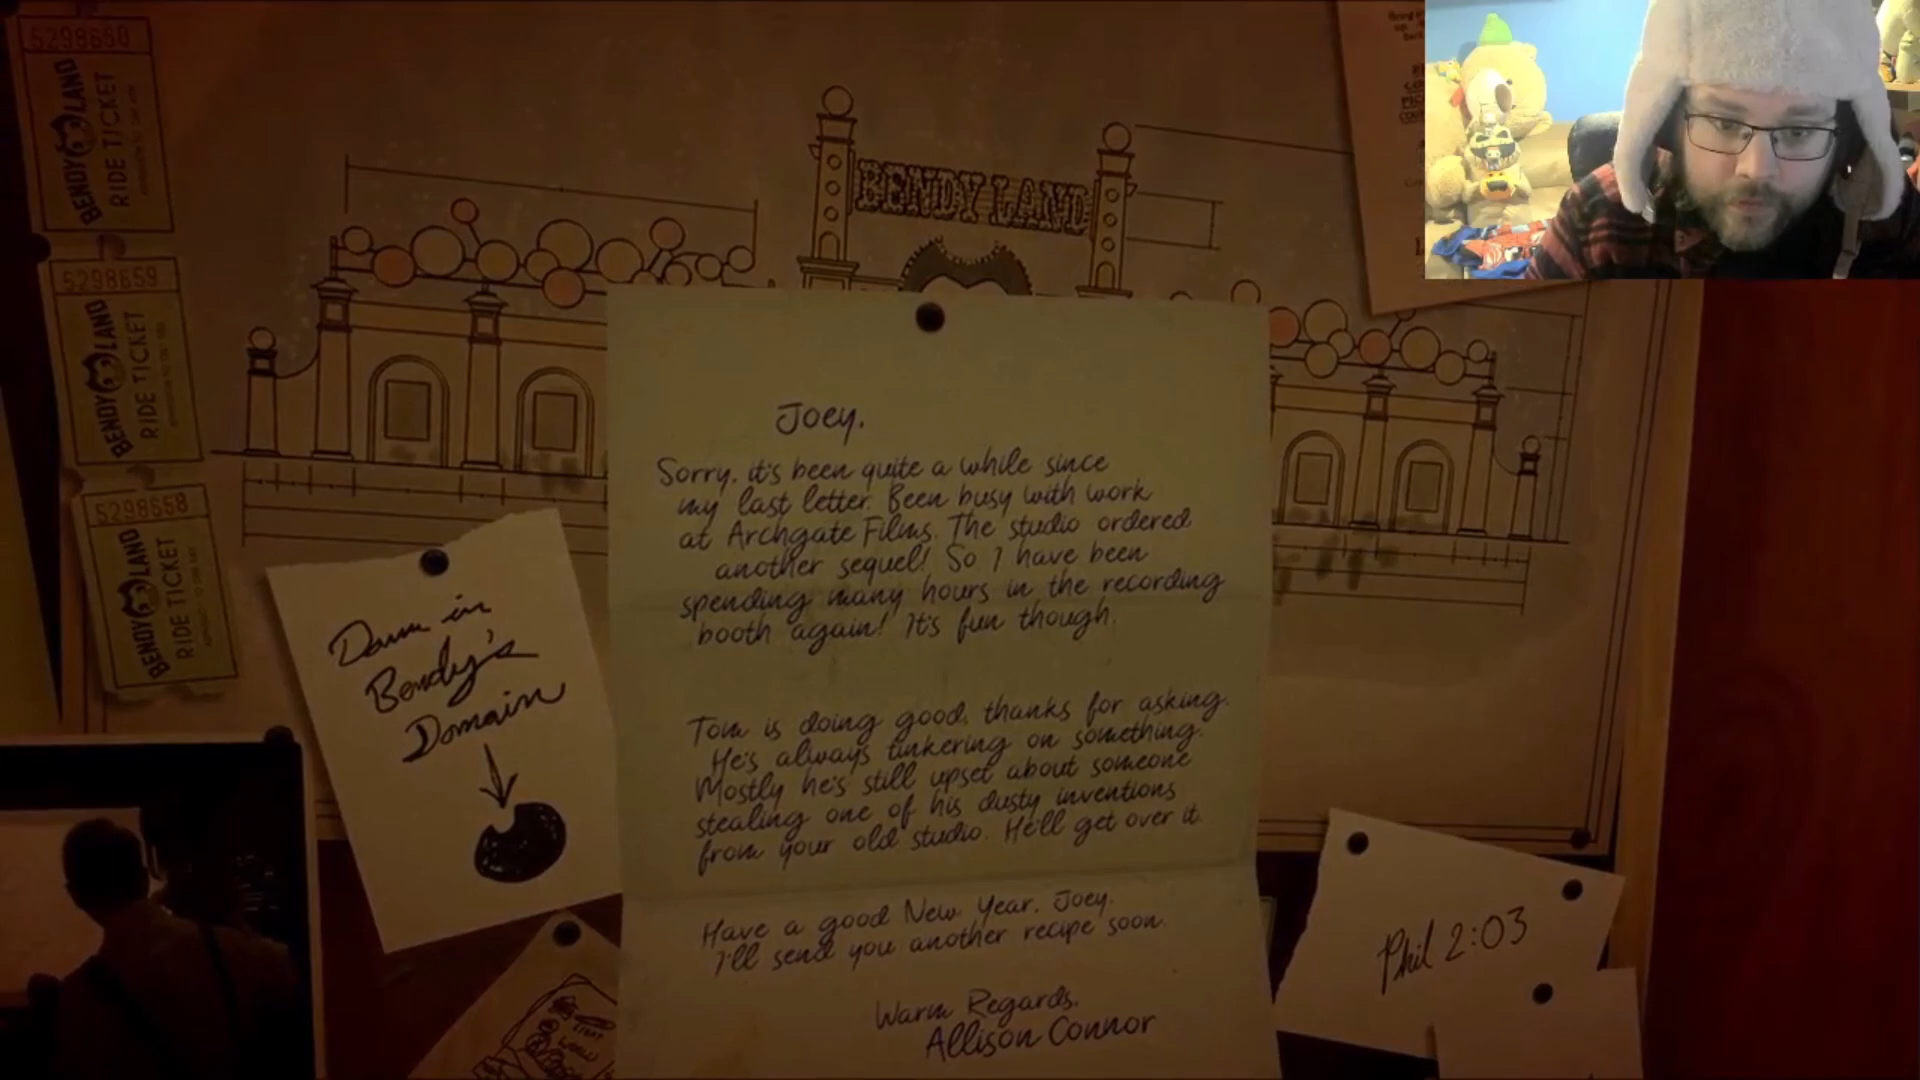 5298660
BENDY LAND
RIDE TICKET
5298659
BENDY LAND
RIDE TICKET
5298658
BENDY LAND
RIDE TICKET
BENDY LAND
Dawn in
Bendy's
Domain
Joey,
Sorry, it's been quite a while since
my last letter. Been busy with work
at Archgate Films. The studio ordered
another sequel! So I have been
spending many hours in the recording
booth again! It's fun though.
Tom is doing good, thanks for asking.
He's always tinkering on something.
Mostly he's still upset about someone
stealing one of his dusty inventions
from your old studio. He'll get over it.
Have a good New Year, Joey.
I'll send you another recipe soon.
Warm Regards,
Allison Connor
Phil 2:03